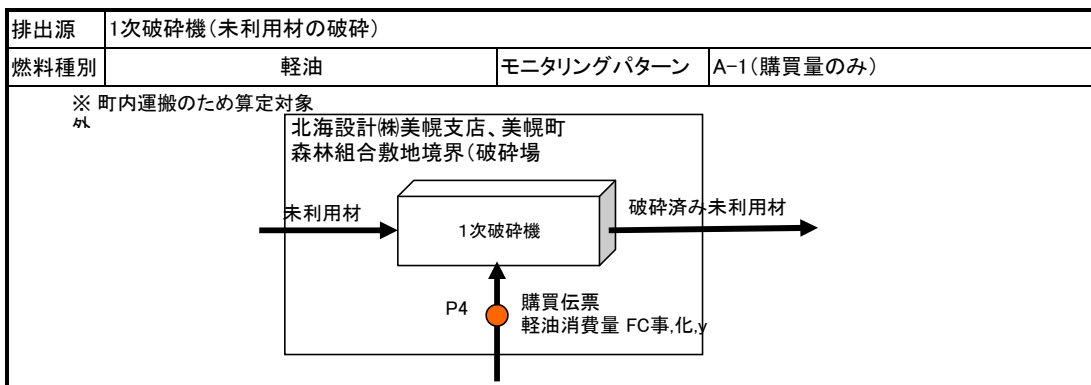 排出源 1次破砕機(未利用材の破砕)
燃料種別 軽油 モニタリングパターン A-1(購買量のみ)
※ 町内運搬のため算定対象
外
北海設計㈱美幌支店、美幌町
森林組合敷地境界(破砕場
未利用材
1次破砕機
破砕済み未利用材
P4
購買伝票
軽油消費量 FC事,化,y